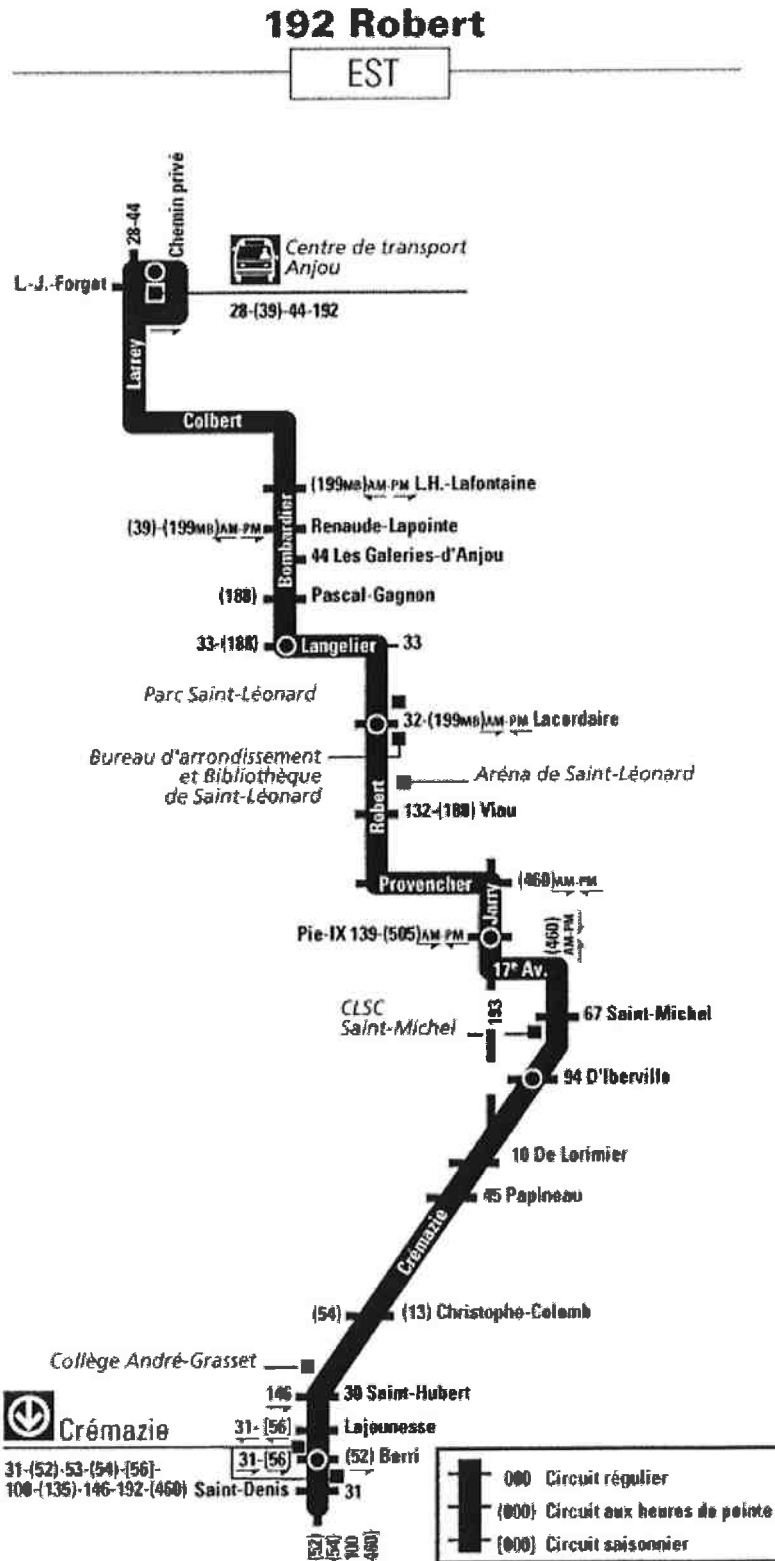 192 Robert
EST
28-44
Chemin privé
Centre de transport
Anjou
L.-J.-Forget
28-(39)-44-192
Larrey
Colbert
(199MB)AM-PM L.H.-Lafontaine
(39)-(199MB)AM-PM
Renaude-Lapointe
Bombardier
44 Les Galeries-d'Anjou
(188)
Pascal-Gagnon
33-(188)
Langelier
33
Parc Saint-Léonard
32-(199MB)AM-PM Lacordaire
Bureau d'arrondissement
et Bibliothèque
de Saint-Léonard
Aréna de Saint-Léonard
Robert
132-(188) Viau
Provencher
Jarry
(460)AM-PM
Pie-IX 139-(505)AM-PM
(460)
AM-PM
17e Av.
CLSC
Saint-Michel
193
67 Saint-Michel
94 D'Iberville
10 De Lorimier
45 Papineau
Crémazie
(54)
(13) Christophe-Colomb
Collège André-Grasset
146
30 Saint-Hubert
Crémazie
31-[56]
Lajeunesse
31-[56]
(52) Berri
31-(52)-53-(54)-[56]-
100-(135)-146-192-(460)
Saint-Denis
31
(52)
(54)
100
460)
000 Circuit régulier
(000) Circuit aux heures de pointe
[000] Circuit saisonnier